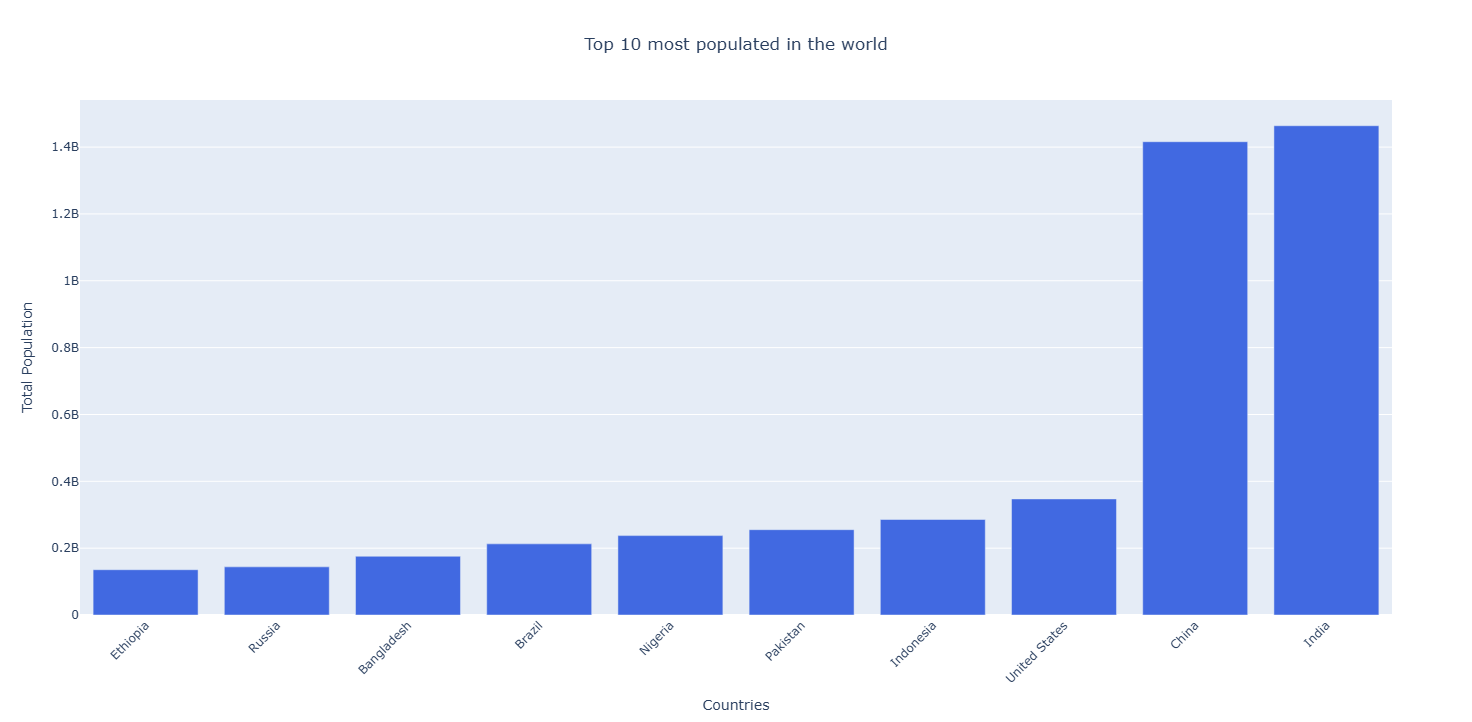 Top 10 most populated in the world
Total Population
1.4B
1.2B
1B
0.8B
0.6B
0.4B
0.2B
0
Ethiopia
Russia
Bangladesh
Brazil
Nigeria
Pakistan
Indonesia
United States
China
India
Countries